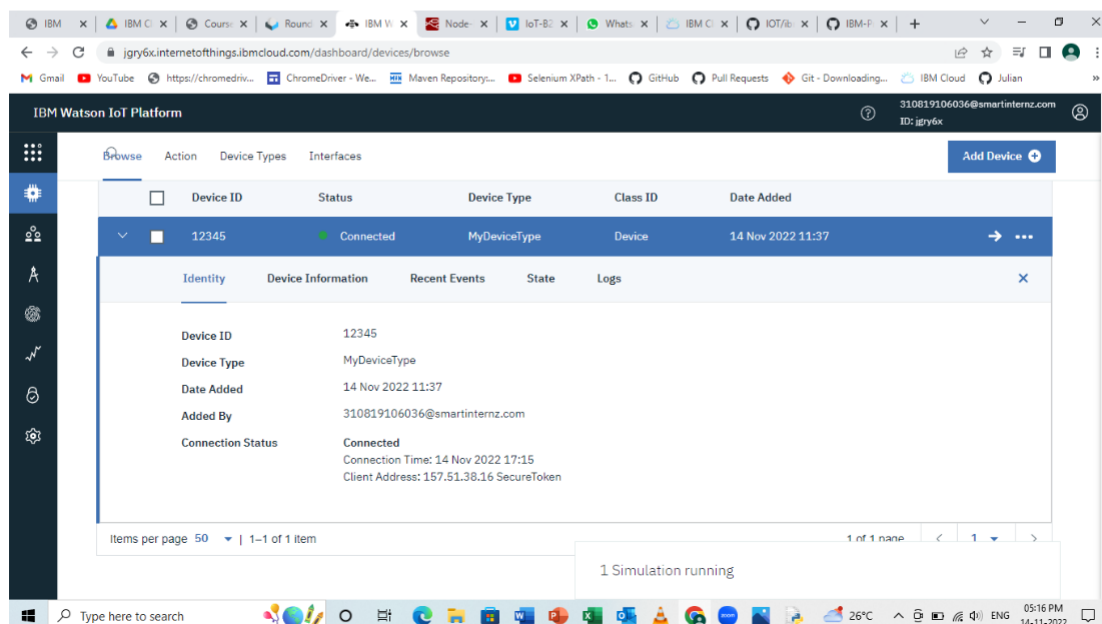 IBM IBM Cl Course Round IBM W Node- IoT-B2 Whats IBM Cl IOT/ib IBM-P
jgry6x.internetofthings.ibmcloud.com/dashboard/devices/browse
Gmail YouTube https://chromedriv... ChromeDriver - We... Maven Repository:... Selenium XPath - 1... GitHub Pull Requests Git - Downloading... IBM Cloud Julian »
IBM Watson IoT Platform
310819106036@smartinternz.com
ID: jgry6x
Browse Action Device Types Interfaces Add Device
Device ID Status Device Type Class ID Date Added
12345 Connected MyDeviceType Device 14 Nov 2022 11:37
Identity Device Information Recent Events State Logs
Device ID 12345
Device Type MyDeviceType
Date Added 14 Nov 2022 11:37
Added By 310819106036@smartinternz.com
Connection Status Connected
Connection Time: 14 Nov 2022 17:15
Client Address: 157.51.38.16 SecureToken
Items per page 50 | 1–1 of 1 item 1 of 1 page 1
1 Simulation running
Type here to search 26°C ENG 05:16 PM
14-11-2022